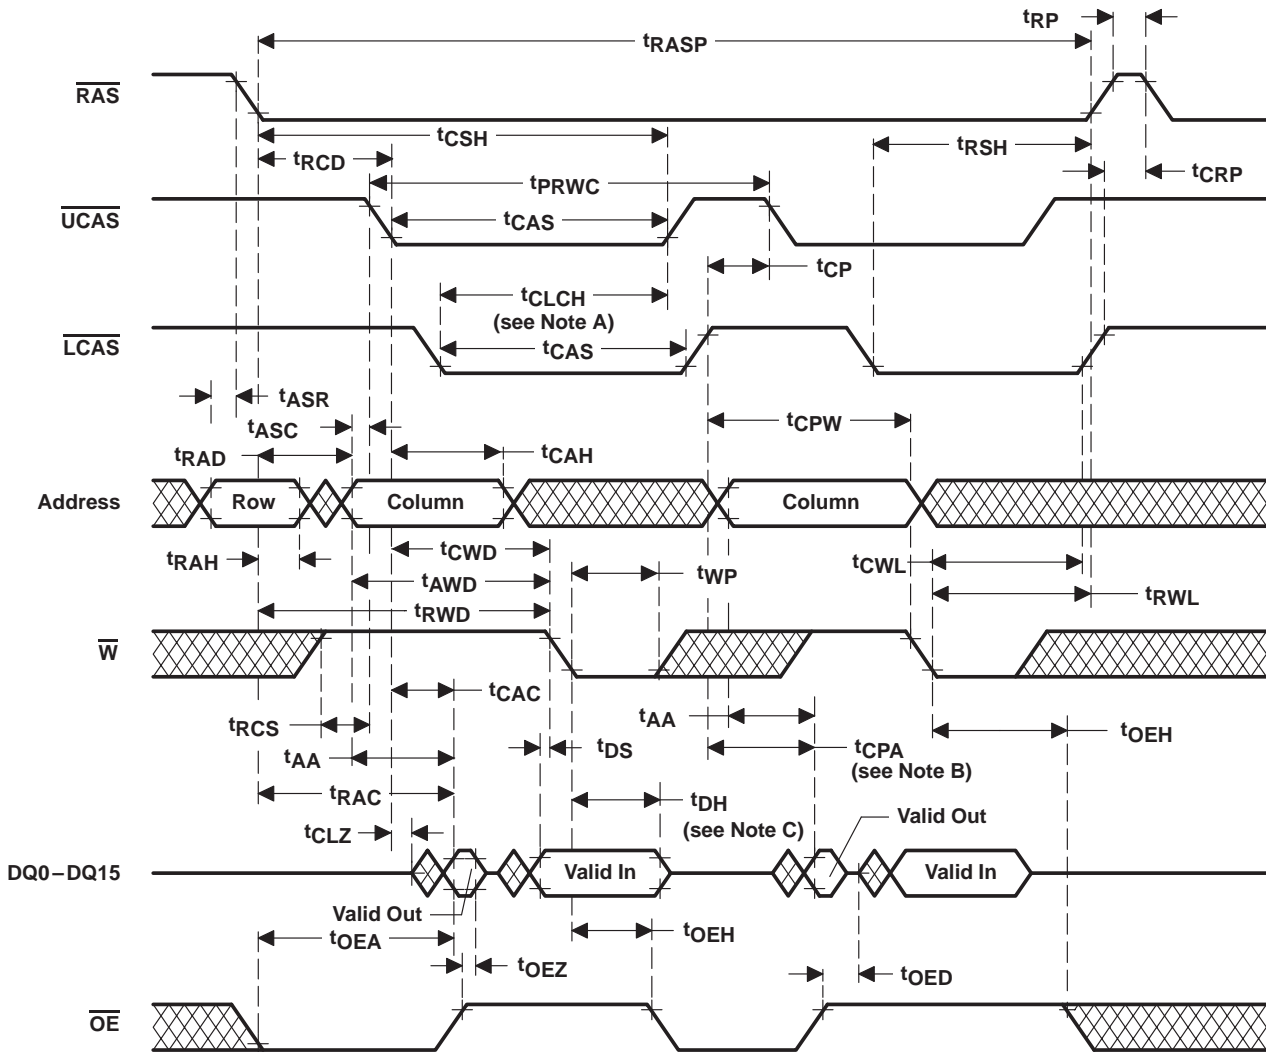 tRP
tRASP
RAS
tCSH
tRSH
tRCD
tCRP
tPRWC
UCAS
tCAS
tCP
tCLCH
(see Note A)
LCAS
tCAS
tASR
tASC
tCPW
tRAD
tCAH
Address
Row
Column
Column
tRAH
tCWD
tWP
tCWL
tAWD
tRWD
tRWL
W
tCAC
tRCS
tAA
tOEH
tAA
tDS
tCPA
(see Note B)
tRAC
tDH
(see Note C)
Valid Out
tCLZ
DQ0–DQ15
Valid In
Valid In
Valid Out
tOEA
tOEH
tOEZ
tOED
OE